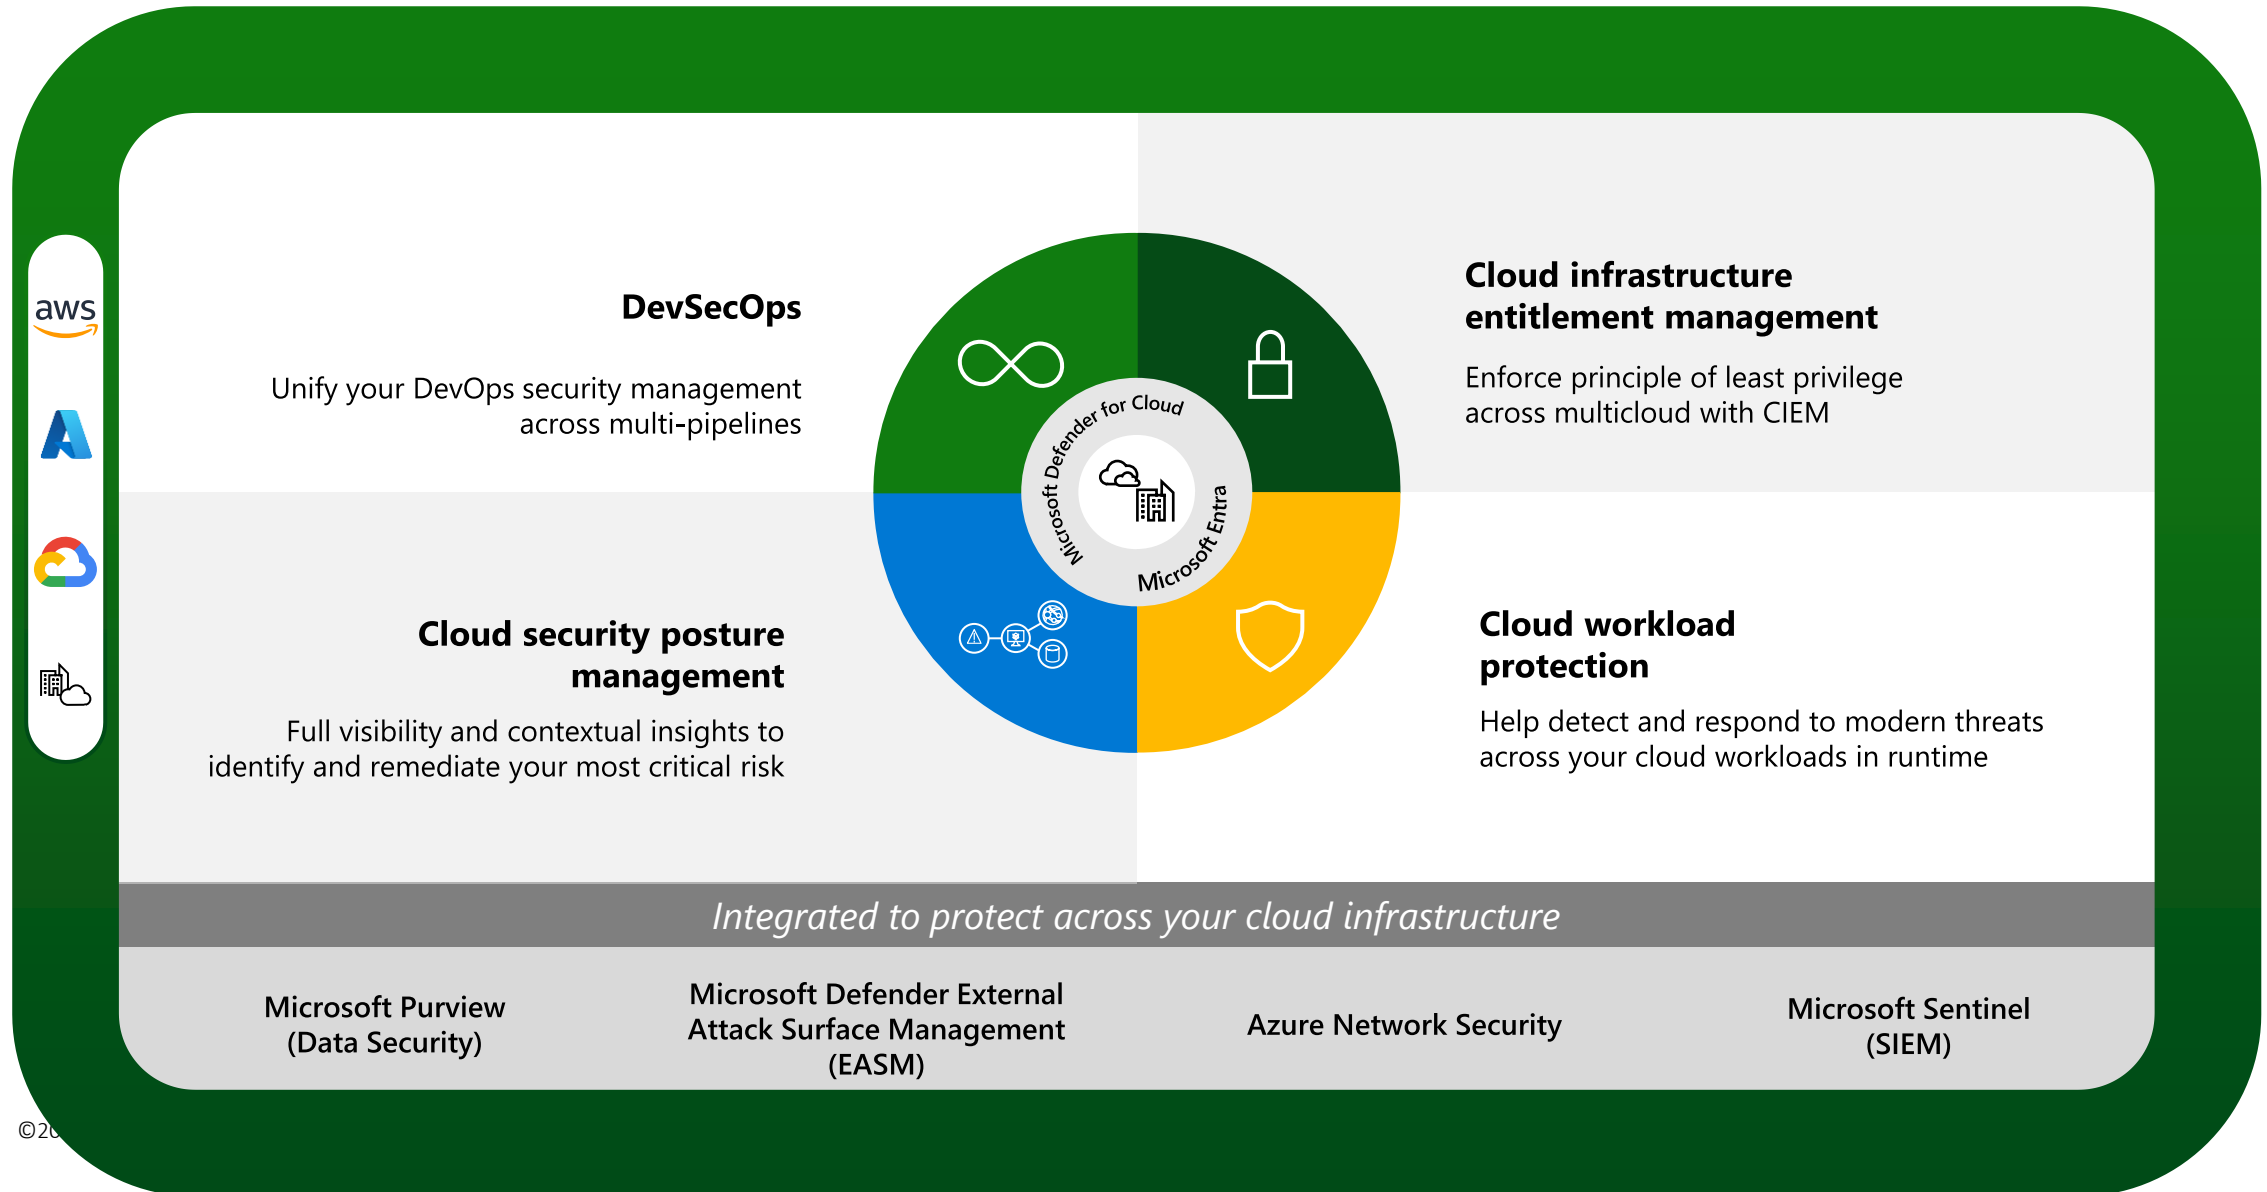 aws
DevSecOps
Unify your DevOps security management
across multi-pipelines
Cloud infrastructure
entitlement management
Enforce principle of least privilege
across multicloud with CIEM
Microsoft Defender for Cloud
Microsoft Entra
Cloud security posture
management
Full visibility and contextual insights to
identify and remediate your most critical risk
Cloud workload
protection
Help detect and respond to modern threats
across your cloud workloads in runtime
Integrated to protect across your cloud infrastructure
Microsoft Purview
(Data Security)
Microsoft Defender External
Attack Surface Management
(EASM)
Azure Network Security
Microsoft Sentinel
(SIEM)